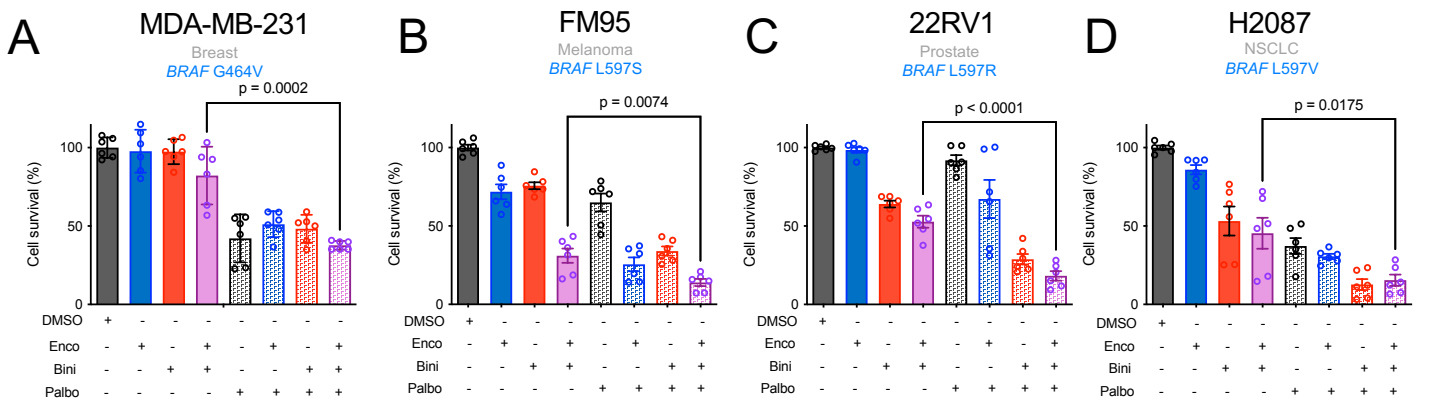 A
MDA-MB-231
Breast
BRAF G464V
p = 0.0002
Cell survival (%)
100
50
0
DMSO + - - - - - - -
Enco - + - + - + - +
Bini - - + + - - + +
Palbo - - - - + + + +
B
FM95
Melanoma
BRAF L597S
p = 0.0074
Cell survival (%)
100
50
0
DMSO + - - - - - - -
Enco - + - + - + - +
Bini - - + + - - + +
Palbo - - - - + + + +
C
22RV1
Prostate
BRAF L597R
p < 0.0001
Cell survival (%)
100
50
0
DMSO + - - - - - - -
Enco - + - + - + - +
Bini - - + + - - + +
Palbo - - - - + + + +
D
H2087
NSCLC
BRAF L597V
p = 0.0175
Cell survival (%)
100
50
0
DMSO + - - - - - - -
Enco - + - + - + - +
Bini - - + + - - + +
Palbo - - - - + + + +